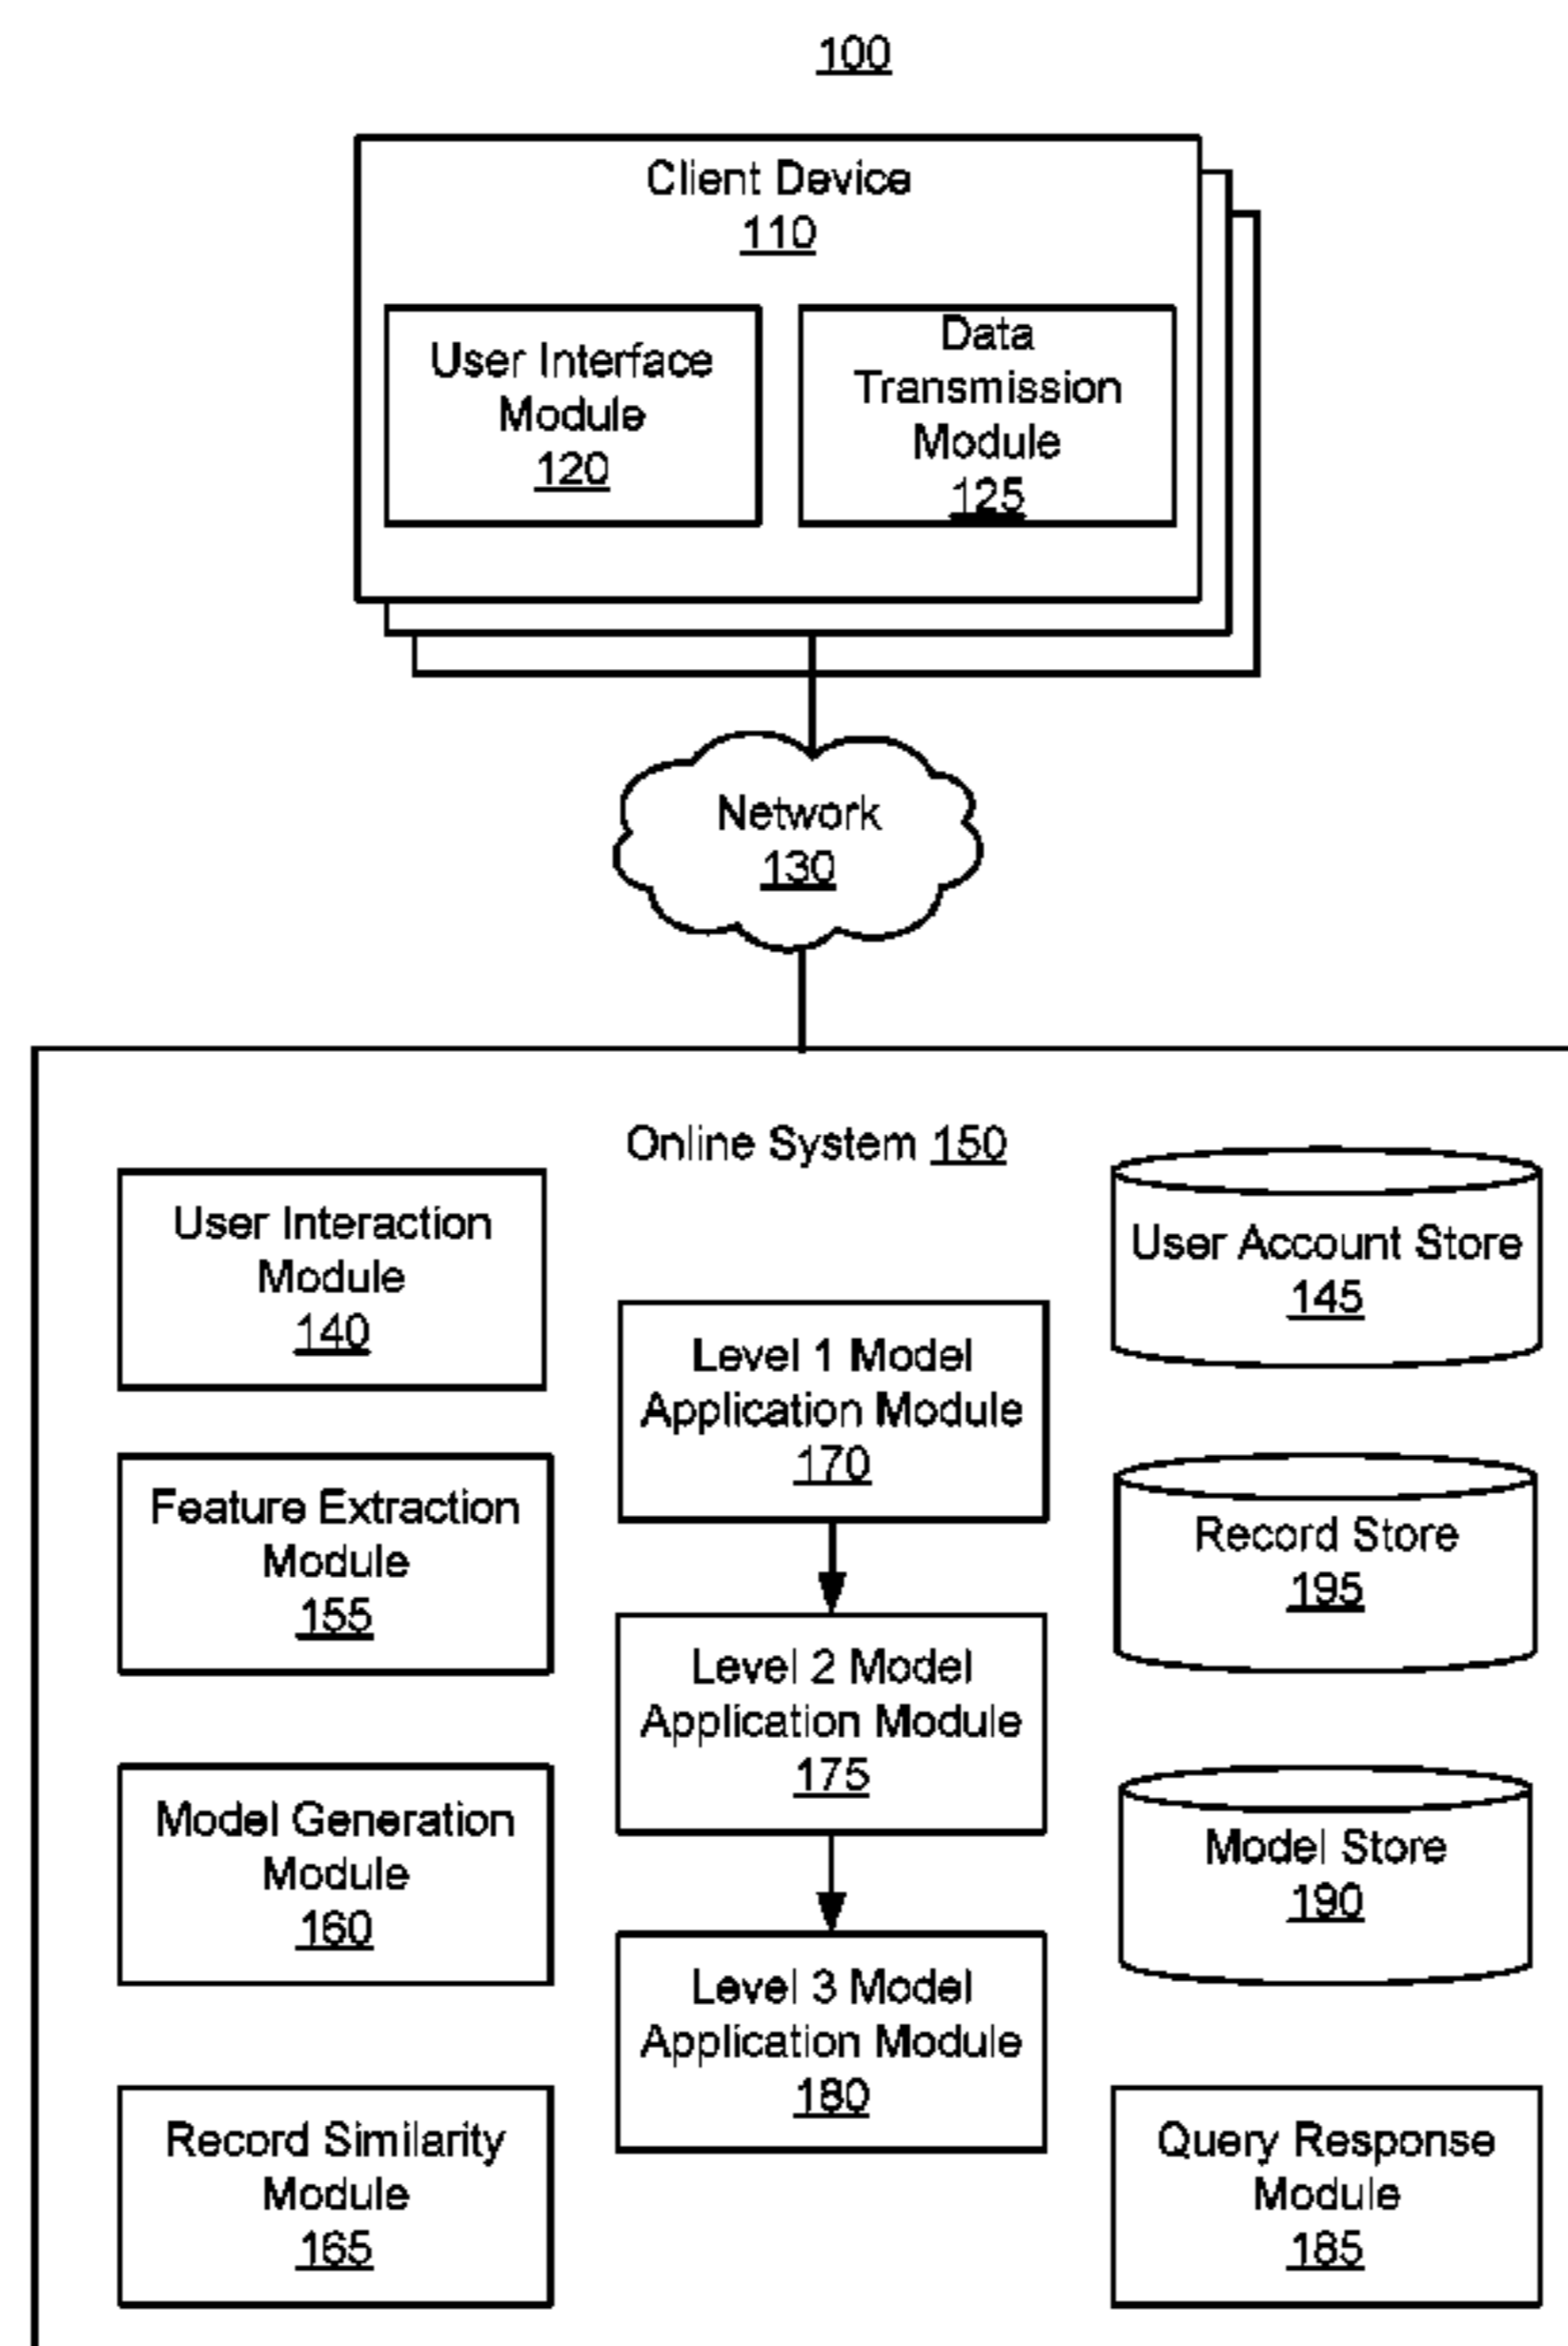 100
Client Device
110
User Interface
Module
120
Data
Transmission
Module
125
Network
130
Online System 150
User Interaction
Module
140
Feature Extraction
Module
155
Model Generation
Module
160
Record Similarity
Module
165
Level 1 Model
Application Module
170
Level 2 Model
Application Module
175
Level 3 Model
Application Module
180
User Account Store
145
Record Store
195
Model Store
190
Query Response
Module
185